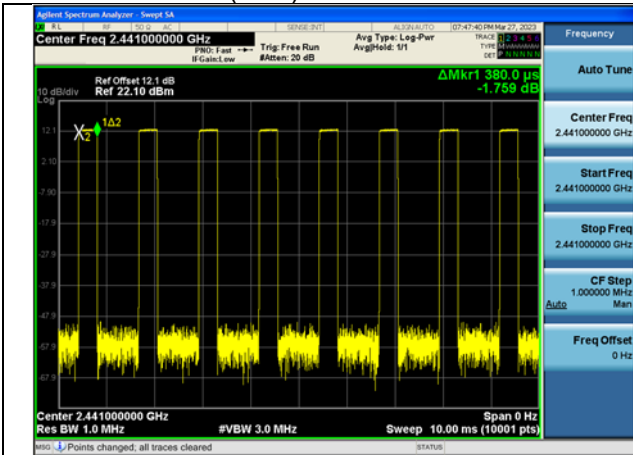 Agilent Spectrum Analyzer - Swept SA
RL RF 50 Ω AC SENSE:INT ALIGN AUTO 07:47:40 PM Mar 27, 2023
Center Freq 2.441000000 GHz
PNO: Fast Trig: Free Run
IFGain:Low #Atten: 20 dB
Avg Type: Log-Pwr
Avg|Hold: 1/1
TRACE 1 2 3 4 5 6
TYPE
DET P N N N N N
Frequency
Ref Offset 12.1 dB
10 dB/div Ref 22.10 dBm
Log
ΔMkr1 380.0 µs
-1.759 dB
1Δ2
X2
12.1
2.10
-7.90
-17.9
-27.9
-37.9
-47.9
-57.9
-67.9
Center 2.441000000 GHz Span 0 Hz
Res BW 1.0 MHz #VBW 3.0 MHz Sweep 10.00 ms (10001 pts)
MSG Points changed; all traces cleared STATUS
Auto Tune
Center Freq
2.441000000 GHz
Start Freq
2.441000000 GHz
Stop Freq
2.441000000 GHz
CF Step
1.000000 MHz
Auto Man
Freq Offset
0 Hz